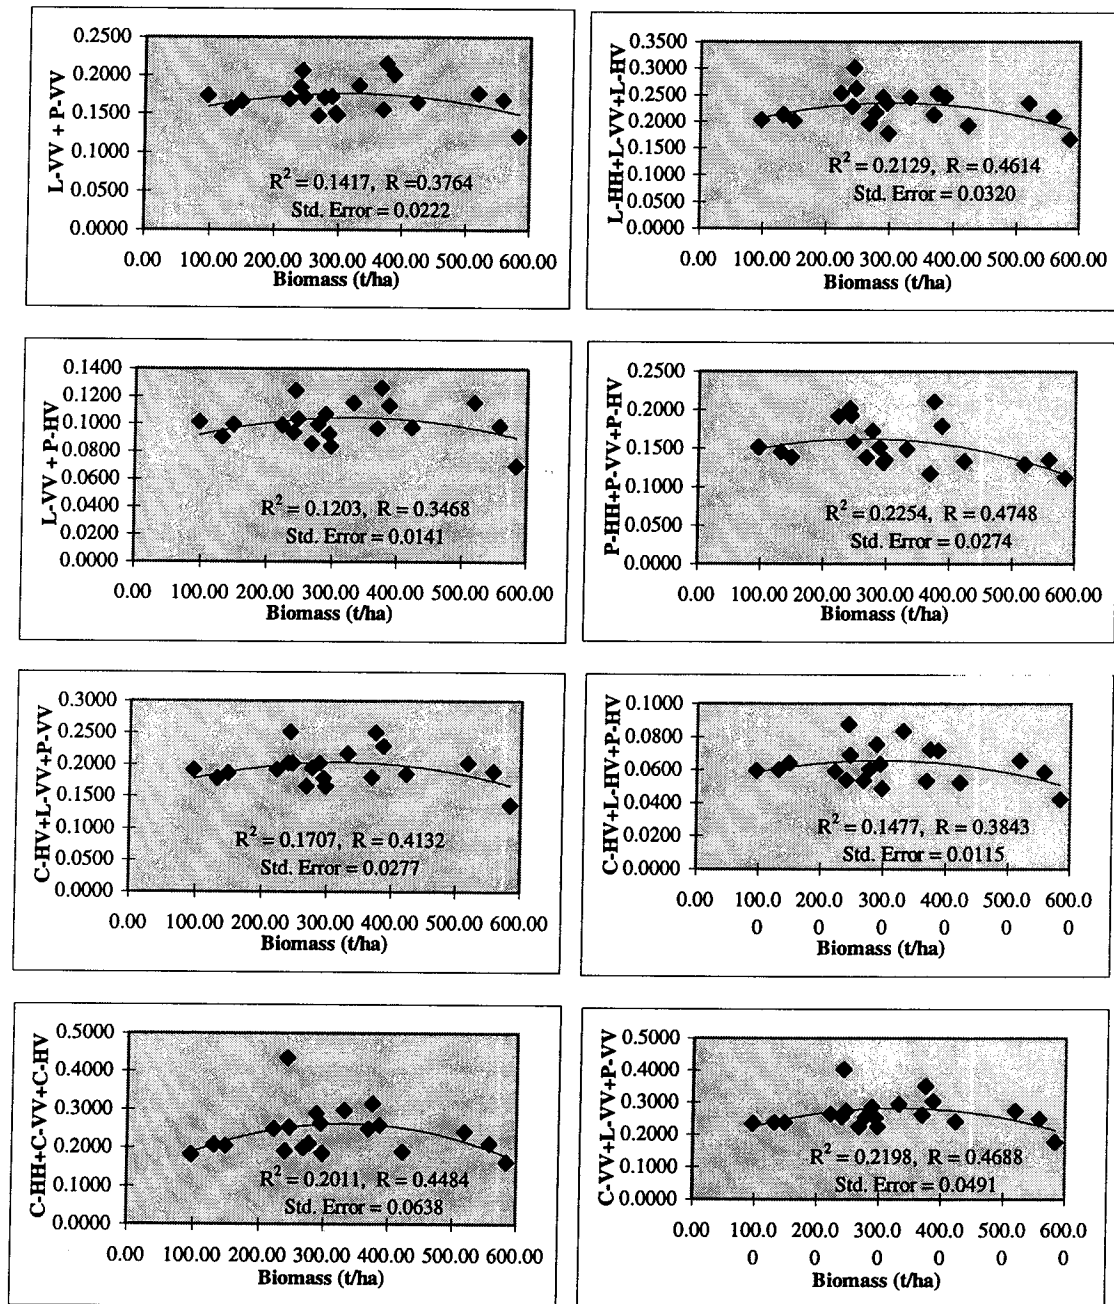 L-VV + P-VV
0.2500
0.2000
0.1500
0.1000
0.0500
0.0000
R² = 0.1417, R =0.3764
Std. Error = 0.0222
0.00 100.00 200.00 300.00 400.00 500.00 600.00
Biomass (t/ha)
L-HH+L-VV+L-HV
0.3500
0.3000
0.2500
0.2000
0.1500
0.1000
0.0500
0.0000
R² = 0.2129, R = 0.4614
Std. Error = 0.0320
0.00 100.00 200.00 300.00 400.00 500.00 600.00
Biomass (t/ha)
L-VV + P-HV
0.1400
0.1200
0.1000
0.0800
0.0600
0.0400
0.0200
0.0000
R² = 0.1203, R = 0.3468
Std. Error = 0.0141
0.00 100.00 200.00 300.00 400.00 500.00 600.00
Biomass (t/ha)
P-HH+P-VV+P-HV
0.2500
0.2000
0.1500
0.1000
0.0500
0.0000
R² = 0.2254, R = 0.4748
Std. Error = 0.0274
0.00 100.00 200.00 300.00 400.00 500.00 600.00
Biomass (t/ha)
C-HV+L-VV+P-VV
0.3000
0.2500
0.2000
0.1500
0.1000
0.0500
0.0000
R² = 0.1707, R = 0.4132
Std. Error = 0.0277
0.00 100.00 200.00 300.00 400.00 500.00 600.00
Biomass (t/ha)
C-HV+L-HV+P-HV
0.1000
0.0800
0.0600
0.0400
0.0200
0.0000
R² = 0.1477, R = 0.3843
Std. Error = 0.0115
0.00 100.0 200.0 300.0 400.0 500.0 600.0
0 0 0 0 0 0
Biomass (t/ha)
C-HH+C-VV+C-HV
0.5000
0.4000
0.3000
0.2000
0.1000
0.0000
R² = 0.2011, R = 0.4484
Std. Error = 0.0638
0.00 100.00 200.00 300.00 400.00 500.00 600.00
Biomass (t/ha)
C-VV+L-VV+P-VV
0.5000
0.4000
0.3000
0.2000
0.1000
0.0000
R² = 0.2198, R = 0.4688
Std. Error = 0.0491
0.00 100.0 200.0 300.0 400.0 500.0 600.0
0 0 0 0 0 0
Biomass (t/ha)